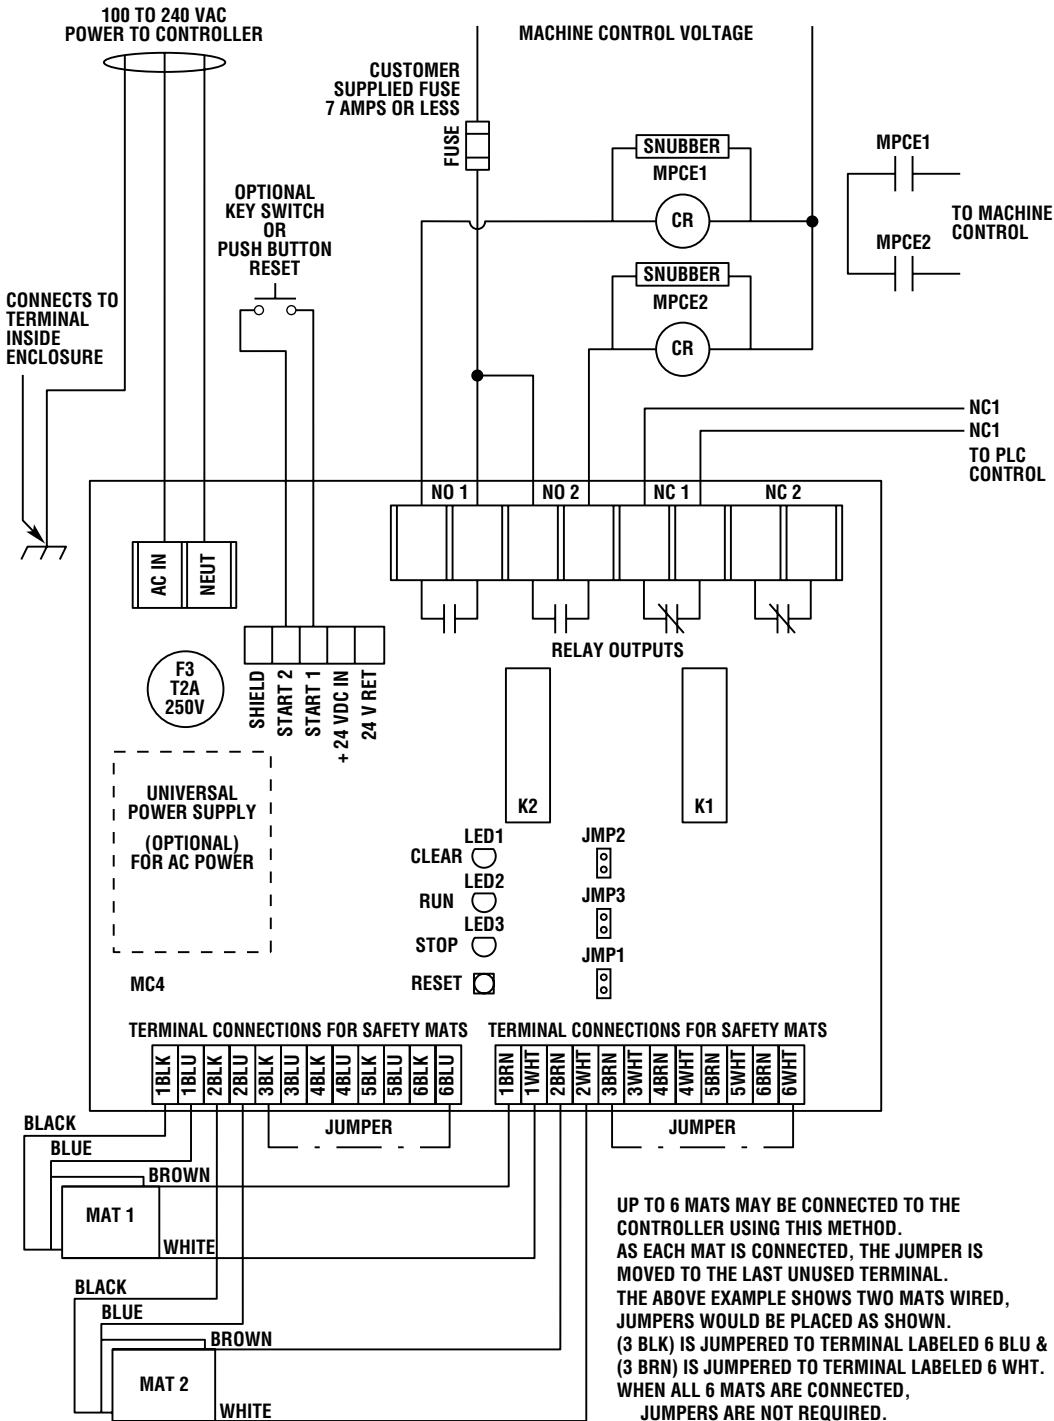 100 TO 240 VAC
POWER TO CONTROLLER
MACHINE CONTROL VOLTAGE
CUSTOMER
SUPPLIED FUSE
7 AMPS OR LESS
FUSE
SNUBBER
MPCE1
CR
SNUBBER
MPCE2
CR
MPCE1
MPCE2
TO MACHINE
CONTROL
OPTIONAL
KEY SWITCH
OR
PUSH BUTTON
RESET
CONNECTS TO
TERMINAL
INSIDE
ENCLOSURE
NC1
NC1
TO PLC
CONTROL
NO 1
NO 2
NC 1
NC 2
RELAY OUTPUTS
AC IN
NEUT
F3
T2A
250V
SHIELD
START 2
START 1
+ 24 VDC IN
24 V RET
UNIVERSAL
POWER SUPPLY
(OPTIONAL)
FOR AC POWER
MC4
K2
K1
LED1
CLEAR
LED2
RUN
LED3
STOP
RESET
JMP2
JMP3
JMP1
TERMINAL CONNECTIONS FOR SAFETY MATS
1BLK
1BLU
2BLK
2BLU
3BLK
3BLU
4BLK
4BLU
5BLK
5BLU
6BLK
6BLU
TERMINAL CONNECTIONS FOR SAFETY MATS
1BRN
1WHT
2BRN
2WHT
3BRN
3WHT
4BRN
4WHT
5BRN
5WHT
6BRN
6WHT
JUMPER
JUMPER
BLACK
BLUE
BROWN
MAT 1
WHITE
BLACK
BLUE
BROWN
MAT 2
WHITE
UP TO 6 MATS MAY BE CONNECTED TO THE
CONTROLLER USING THIS METHOD.
AS EACH MAT IS CONNECTED, THE JUMPER IS
MOVED TO THE LAST UNUSED TERMINAL.
THE ABOVE EXAMPLE SHOWS TWO MATS WIRED,
JUMPERS WOULD BE PLACED AS SHOWN.
(3 BLK) IS JUMPERED TO TERMINAL LABELED 6 BLU &
(3 BRN) IS JUMPERED TO TERMINAL LABELED 6 WHT.
WHEN ALL 6 MATS ARE CONNECTED,
JUMPERS ARE NOT REQUIRED.